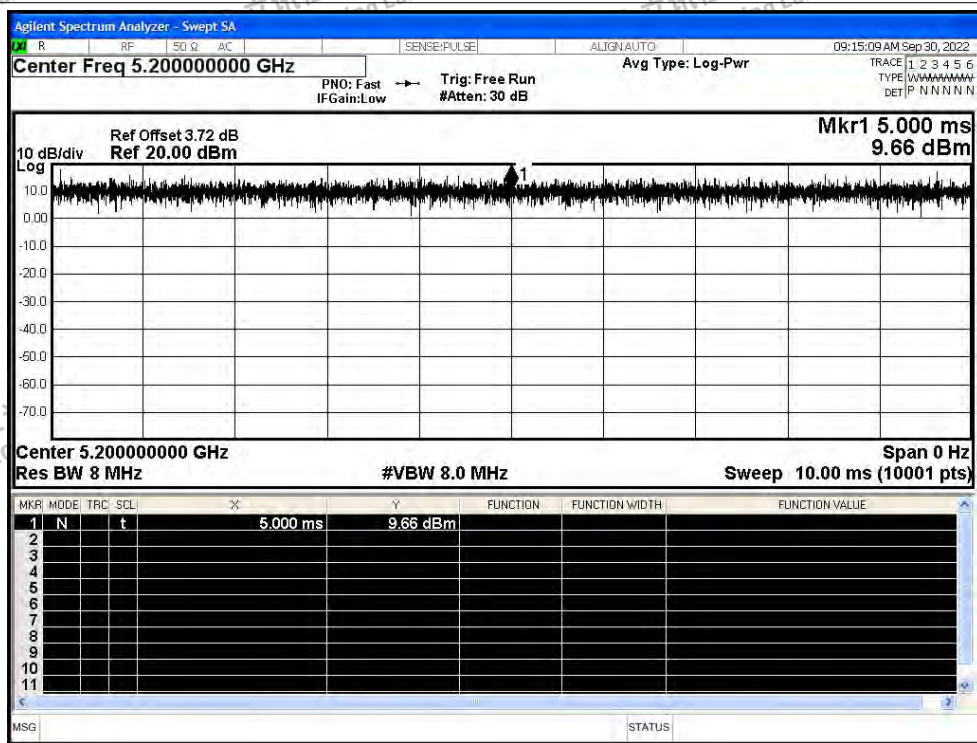 Agilent Spectrum Analyzer - Swept SA
R RF 50 Ω AC SENSE:PULSE ALIGN AUTO 09:15:09 AM Sep 30, 2022
Center Freq 5.200000000 GHz
PNO: Fast
IFGain:Low
Trig: Free Run
#Atten: 30 dB
Avg Type: Log-Pwr
TRACE 1 2 3 4 5 6
TYPE
DET P N N N N N
Mkr1 5.000 ms
9.66 dBm
Ref Offset 3.72 dB
10 dB/div Ref 20.00 dBm
Log
1
10.0
0.00
-10.0
-20.0
-30.0
-40.0
-50.0
-60.0
-70.0
Center 5.200000000 GHz Span 0 Hz
Res BW 8 MHz #VBW 8.0 MHz Sweep 10.00 ms (10001 pts)
MKR MODE TRC SCL X Y FUNCTION FUNCTION WIDTH FUNCTION VALUE
1 N t 5.000 ms 9.66 dBm
2
3
4
5
6
7
8
9
10
11
MSG STATUS